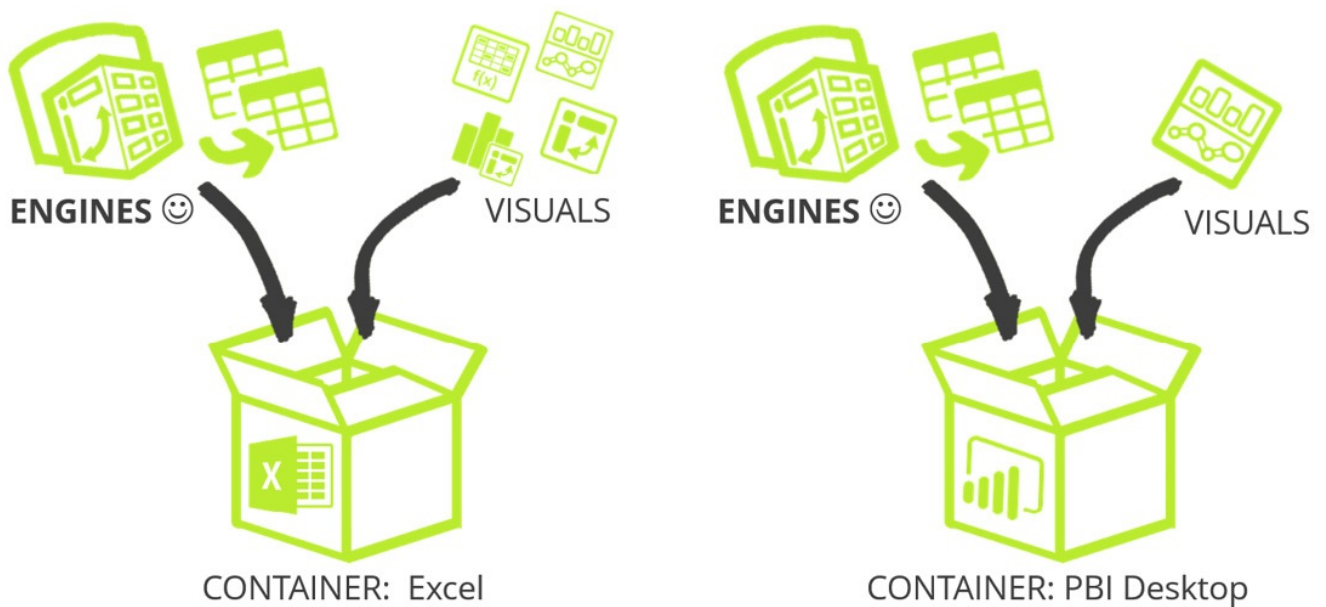 f(x)
ENGINES ☺
VISUALS
X
CONTAINER: Excel
ENGINES ☺
VISUALS
CONTAINER: PBI Desktop